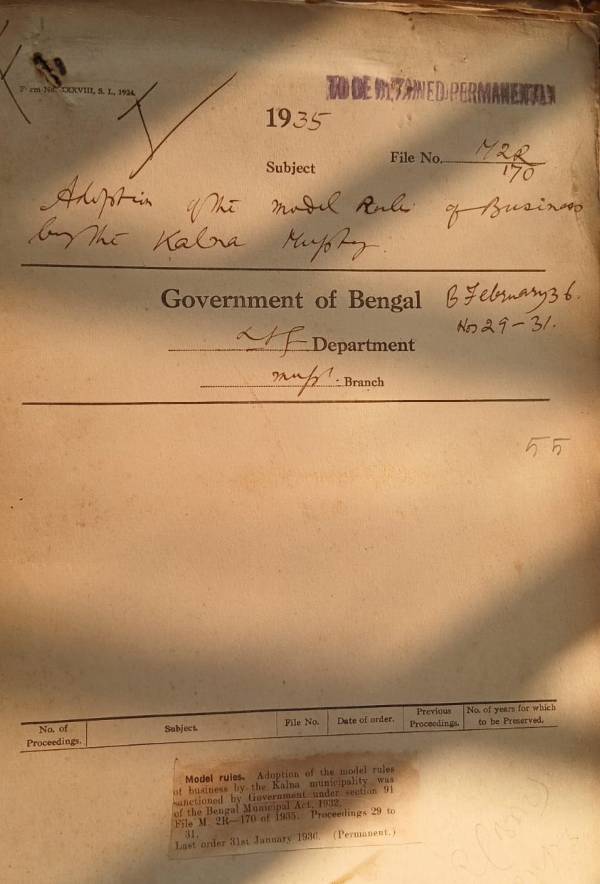 Form No. XXXVIII, S. I., 1924.
TO BE RETAINED PERMANENTLY
1935
Subject
File No. M2R/170
Adoption of the model Rules of Business
by the Kalna Mupty.
Government of Bengal
B February 36.
Nos 29-31.
Department
Branch
55
No. of Proceedings.
Subject.
File No.
Date of order.
Previous Proceedings.
No. of years for which to be Preserved.
Model rules. Adoption of the model rules
of business by the Kalna municipality was
sanctioned by Government under section 91
of the Bengal Municipal Act, 1932.
File M. 2R—170 of 1935. Proceedings 29 to
31.
Last order 31st January 1936. (Permanent.)